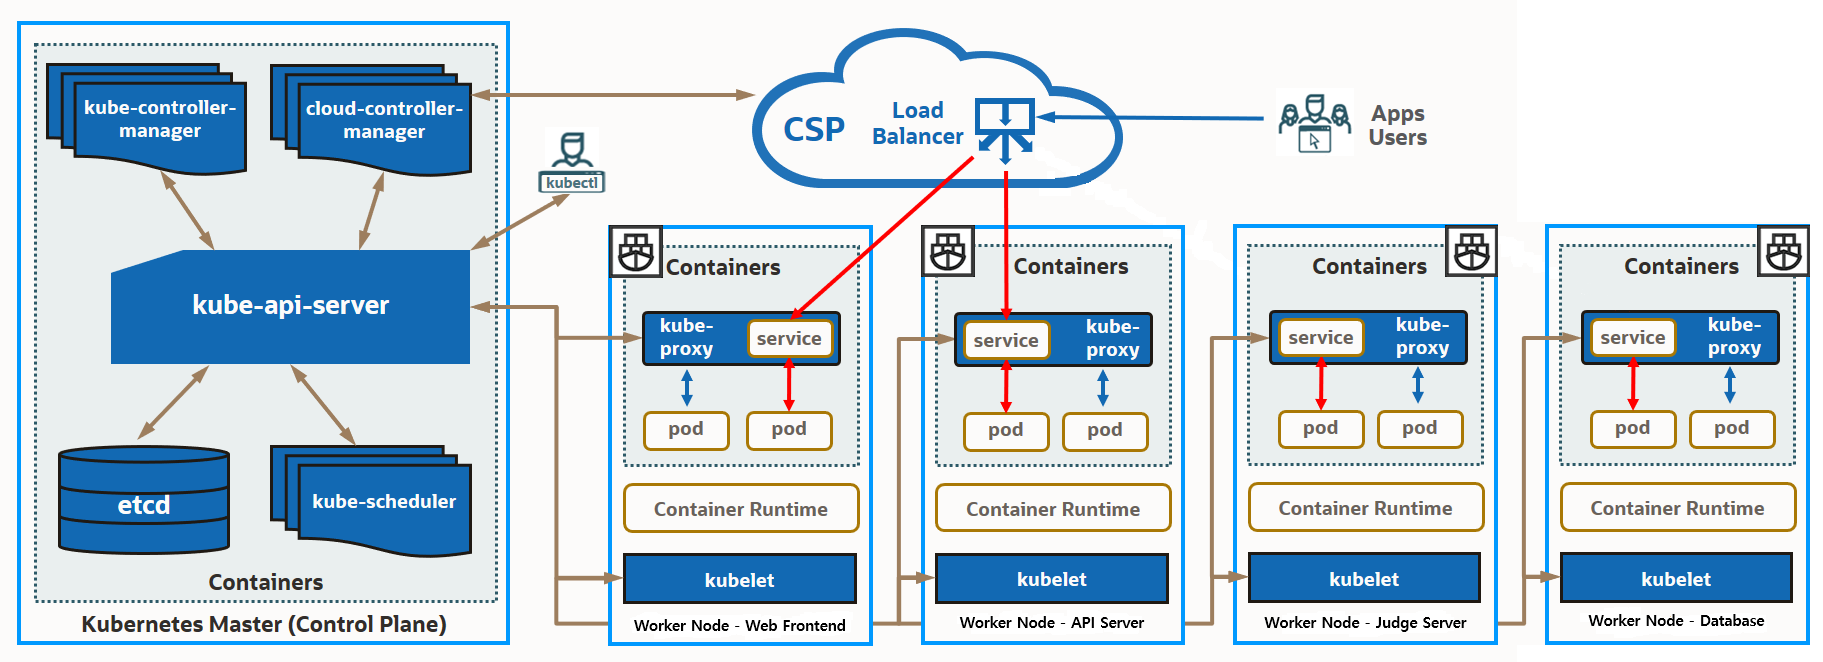 kube-controller-
manager
cloud-controller-
manager
kube-api-server
etcd
kube-scheduler
Containers
Kubernetes Master (Control Plane)
kubectl
CSP
Load
Balancer
Apps
Users
Containers
kube-
proxy
service
pod
pod
Container Runtime
kubelet
Worker Node - Web Frontend
Containers
service
kube-
proxy
pod
pod
Container Runtime
kubelet
Worker Node - API Server
Containers
service
kube-
proxy
pod
pod
Container Runtime
kubelet
Worker Node - Judge Server
Containers
service
kube-
proxy
pod
pod
Container Runtime
kubelet
Worker Node - Database